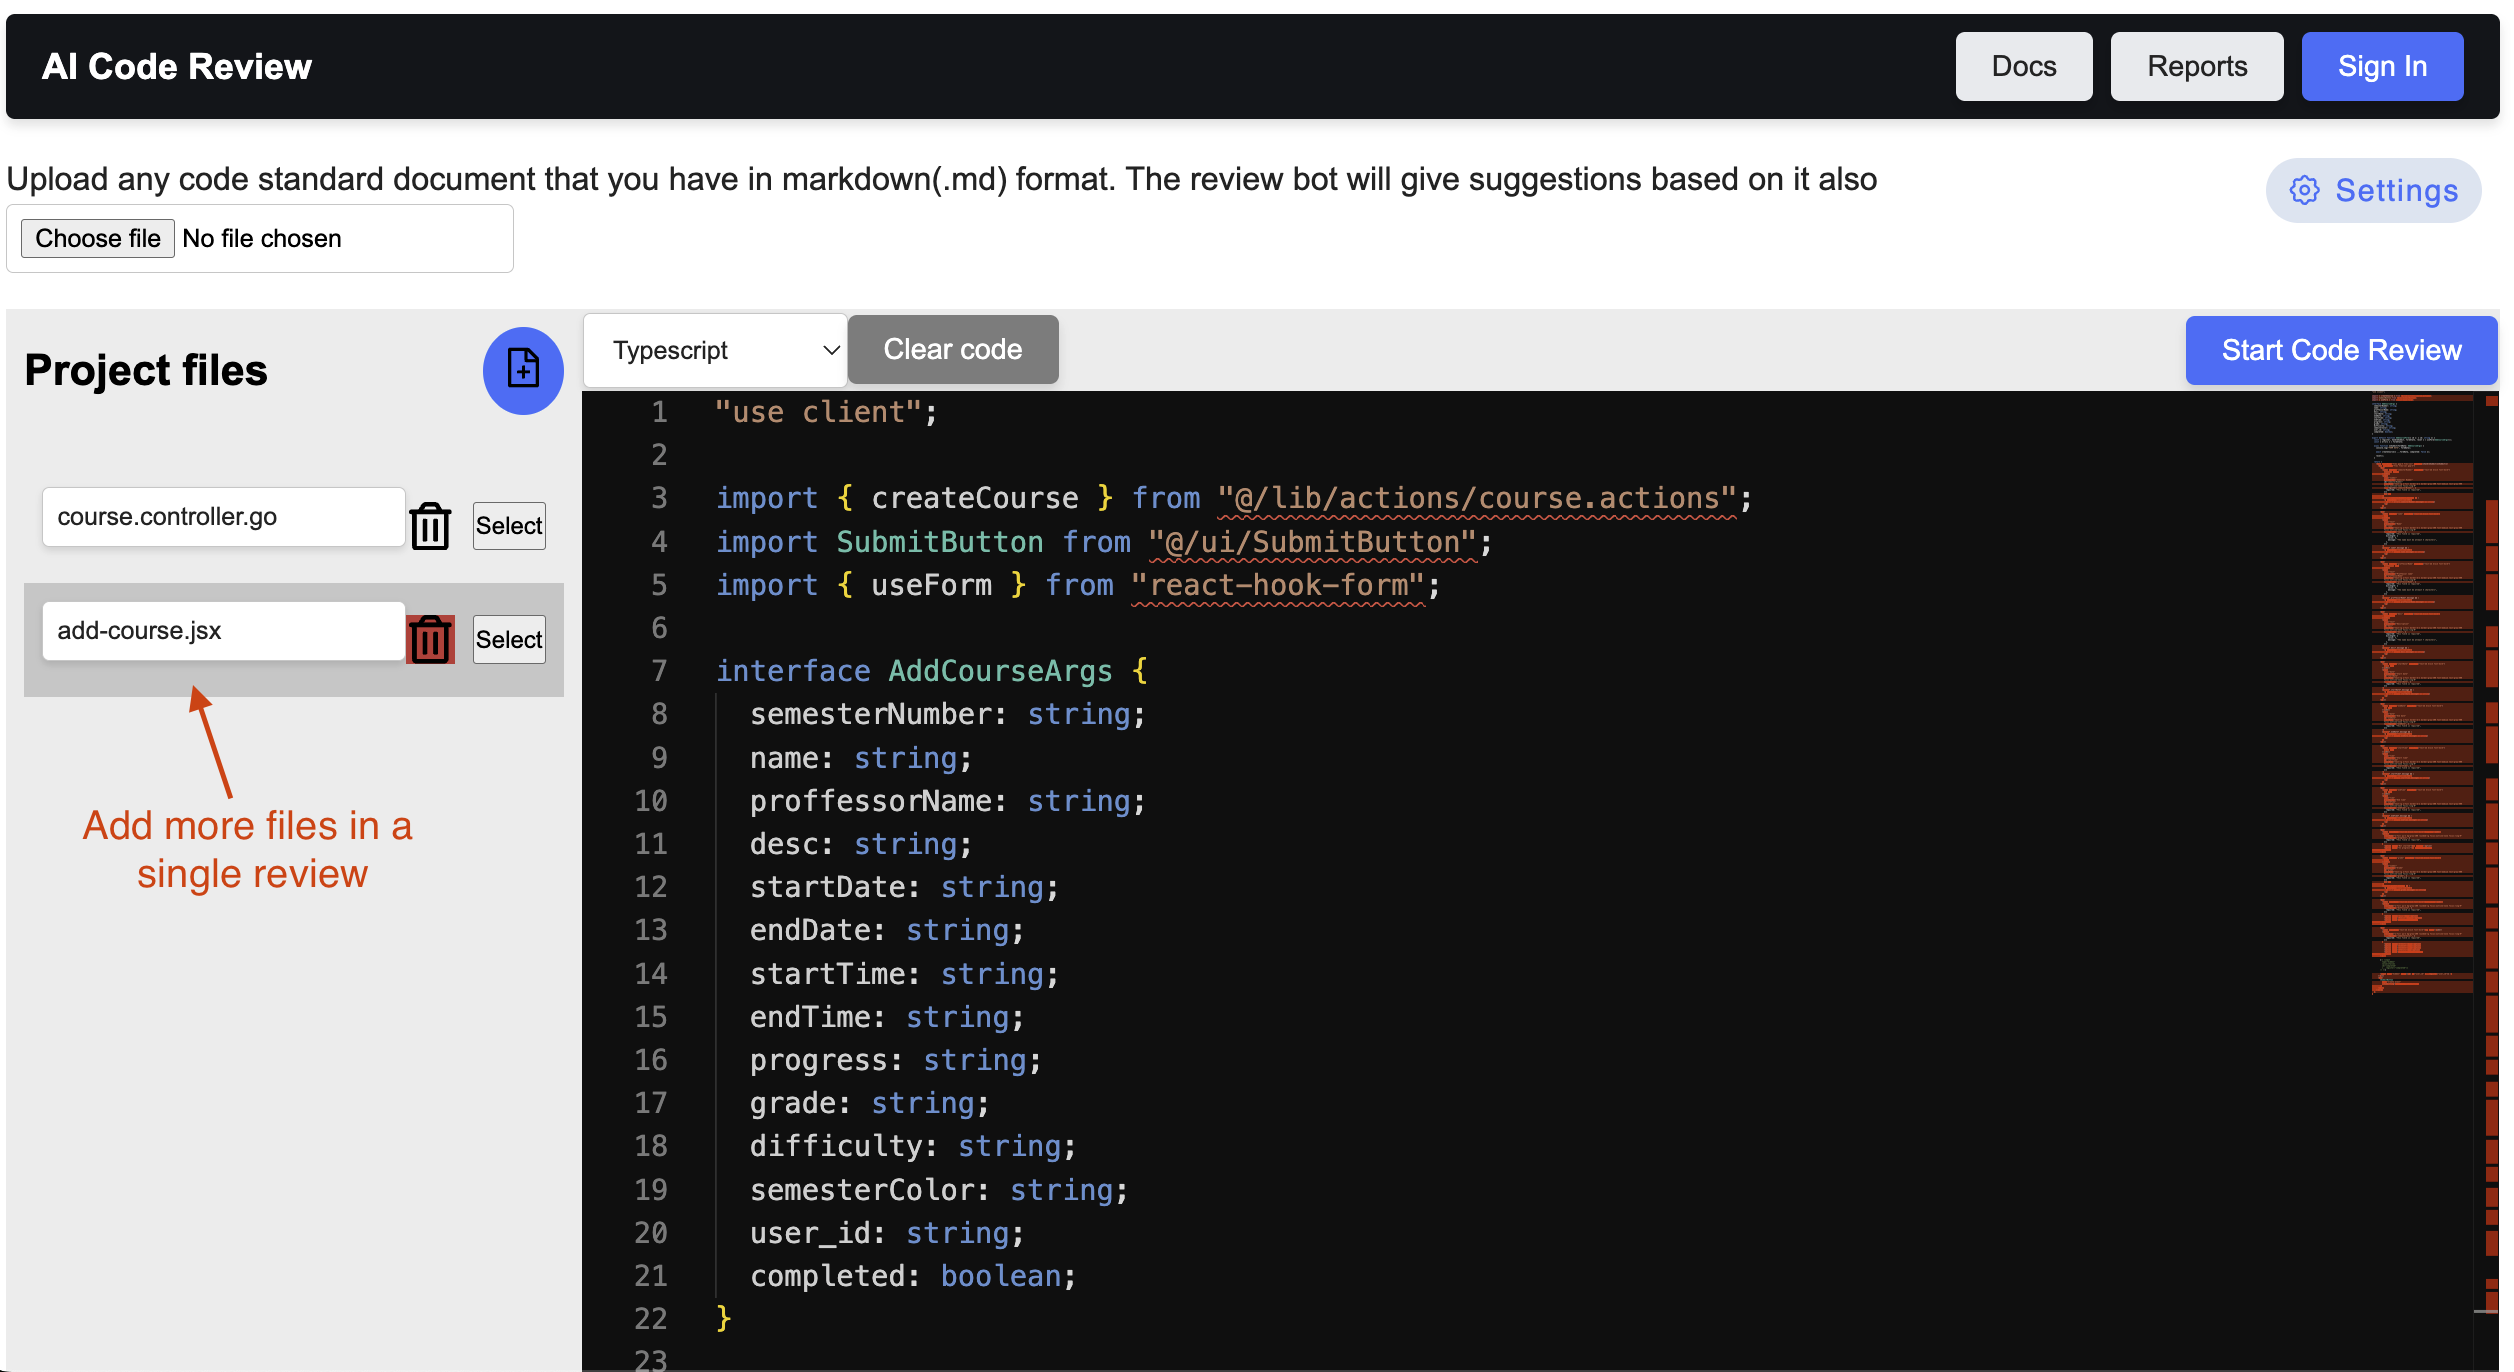 AI Code Review
Docs
Reports
Sign In
Upload any code standard document that you have in markdown(.md) format. The review bot will give suggestions based on it also
Settings
Choose file No file chosen
Project files
Typescript
Clear code
Start Code Review
course.controller.go
Select
add-course.jsx
Select
Add more files in a
single review
1 "use client";
2
3 import { createCourse } from "@/lib/actions/course.actions";
4 import SubmitButton from "@/ui/SubmitButton";
5 import { useForm } from "react-hook-form";
6
7 interface AddCourseArgs {
8 semesterNumber: string;
9 name: string;
10 proffessorName: string;
11 desc: string;
12 startDate: string;
13 endDate: string;
14 startTime: string;
15 endTime: string;
16 progress: string;
17 grade: string;
18 difficulty: string;
19 semesterColor: string;
20 user_id: string;
21 completed: boolean;
22 }
23